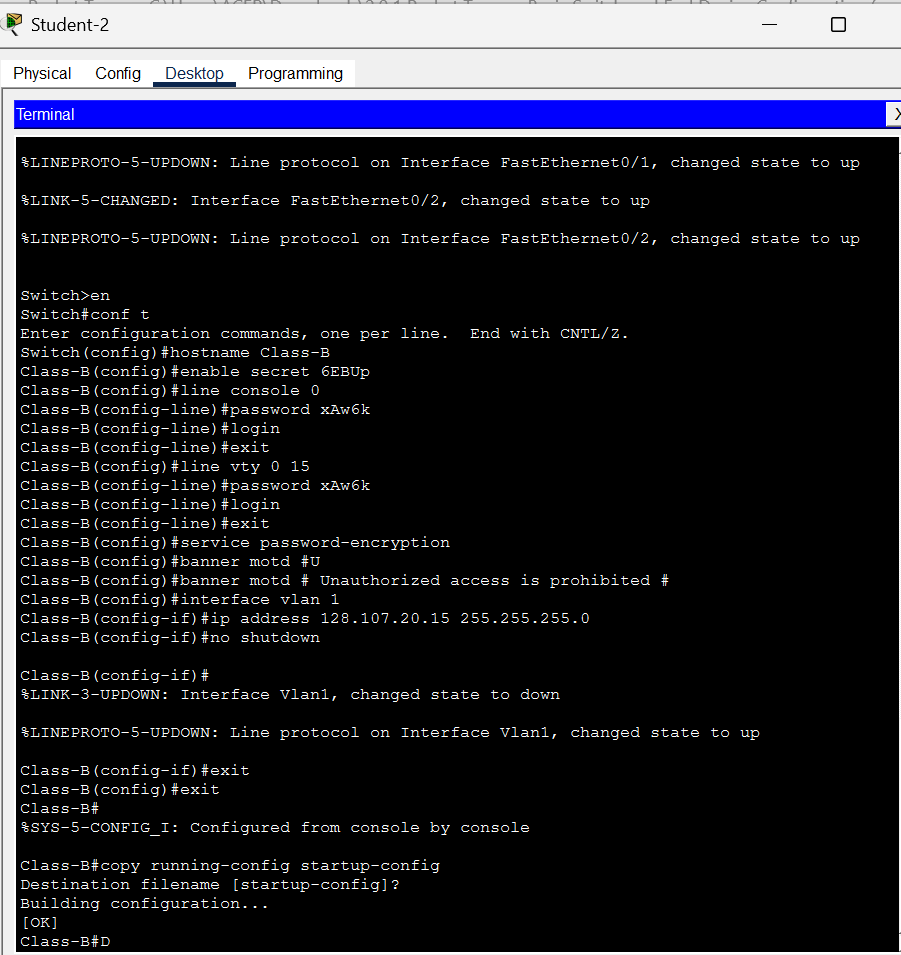 Student-2
Physical Config Desktop Programming
Terminal X
%LINEPROTO-5-UPDOWN: Line protocol on Interface FastEthernet0/1, changed state to up
%LINK-5-CHANGED: Interface FastEthernet0/2, changed state to up
%LINEPROTO-5-UPDOWN: Line protocol on Interface FastEthernet0/2, changed state to up
Switch>en
Switch#conf t
Enter configuration commands, one per line.  End with CNTL/Z.
Switch(config)#hostname Class-B
Class-B(config)#enable secret 6EBUp
Class-B(config)#line console 0
Class-B(config-line)#password xAw6k
Class-B(config-line)#login
Class-B(config-line)#exit
Class-B(config)#line vty 0 15
Class-B(config-line)#password xAw6k
Class-B(config-line)#login
Class-B(config-line)#exit
Class-B(config)#service password-encryption
Class-B(config)#banner motd #U
Class-B(config)#banner motd # Unauthorized access is prohibited #
Class-B(config)#interface vlan 1
Class-B(config-if)#ip address 128.107.20.15 255.255.255.0
Class-B(config-if)#no shutdown
Class-B(config-if)#
%LINK-3-UPDOWN: Interface Vlan1, changed state to down
%LINEPROTO-5-UPDOWN: Line protocol on Interface Vlan1, changed state to up
Class-B(config-if)#exit
Class-B(config)#exit
Class-B#
%SYS-5-CONFIG_I: Configured from console by console
Class-B#copy running-config startup-config
Destination filename [startup-config]?
Building configuration...
[OK]
Class-B#D